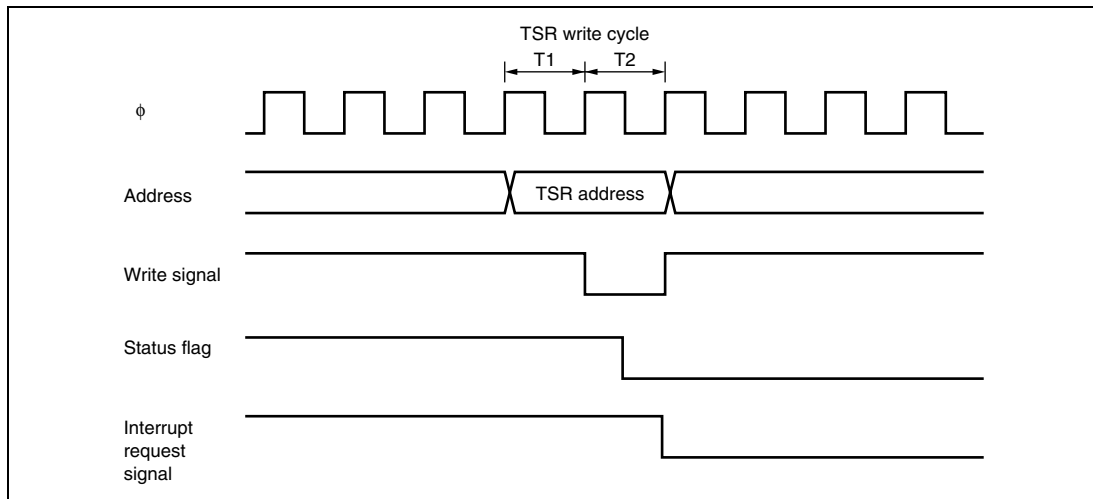 TSR write cycle
T1 T2
ϕ
Address
TSR address
Write signal
Status flag
Interrupt
request
signal